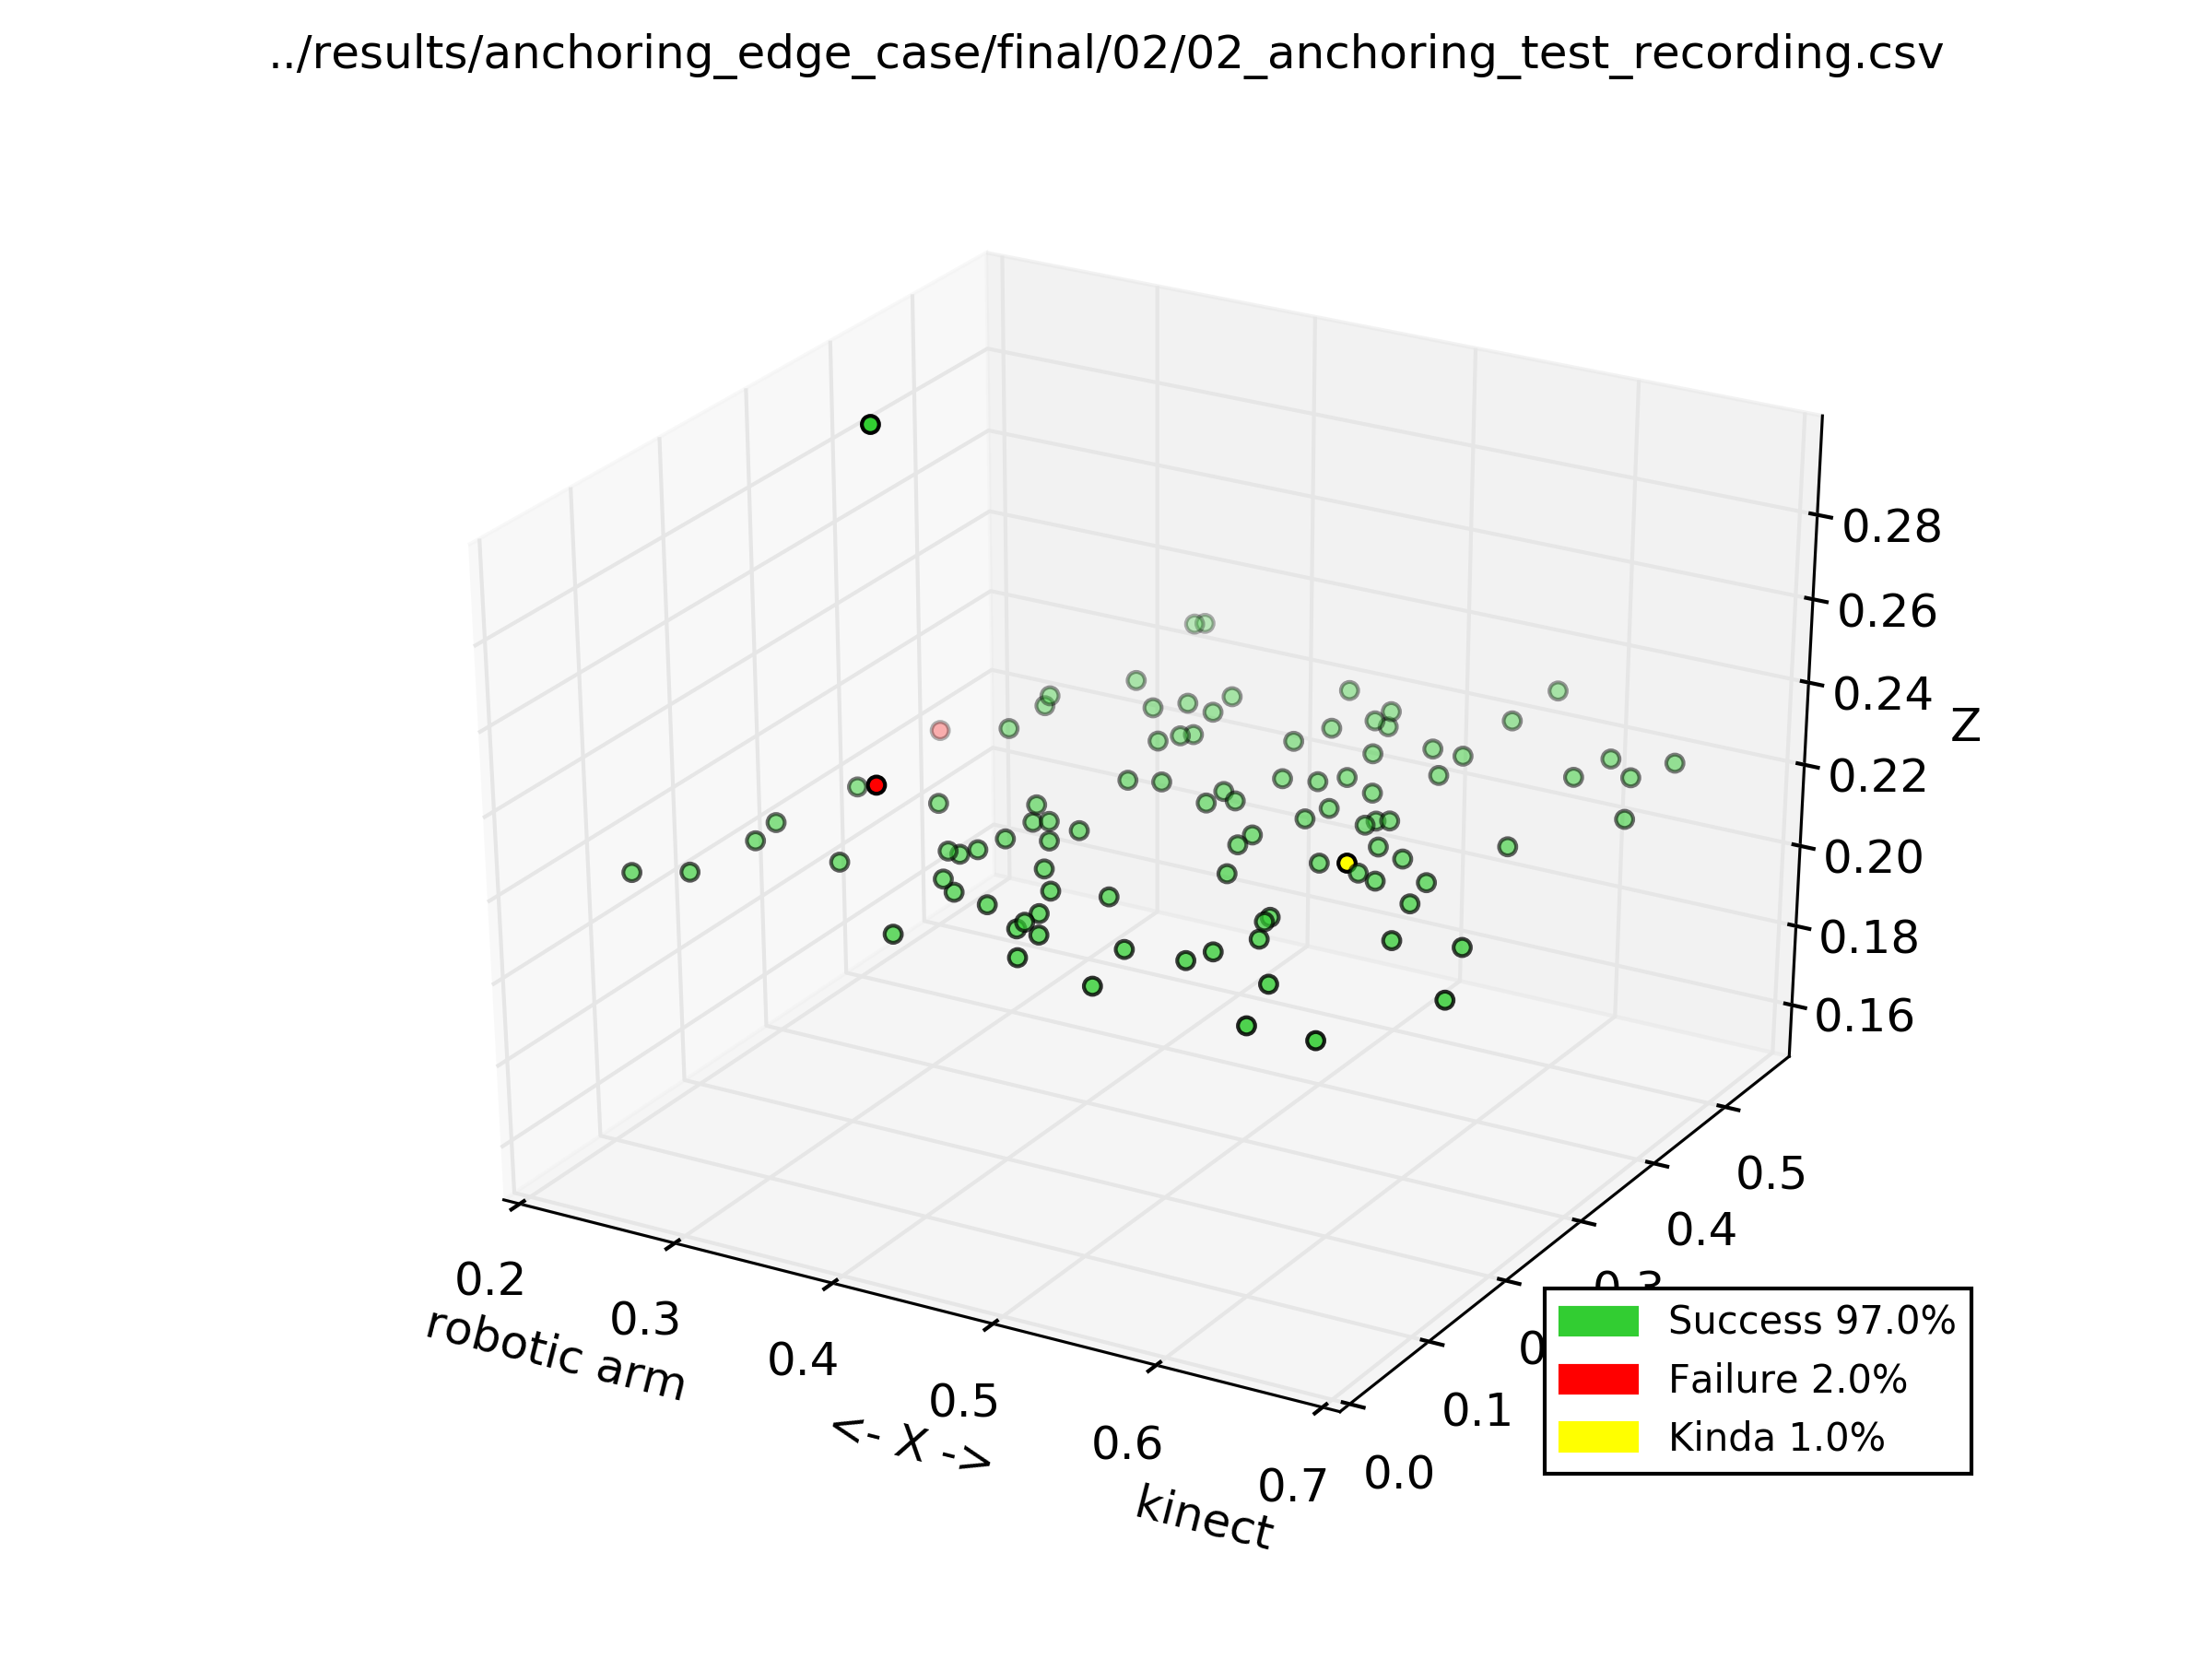 ../results/anchoring_edge_case/final/02/02_anchoring_test_recording.csv
0.28
0.26
0.24
Z
0.22
0.20
0.18
0.16
0.5
0.4
0.2
0.3
0.4
0.5
0.6
0.7
0.0
0.1
robotic arm
<- X ->
kinect
Success 97.0%
Failure 2.0%
Kinda 1.0%